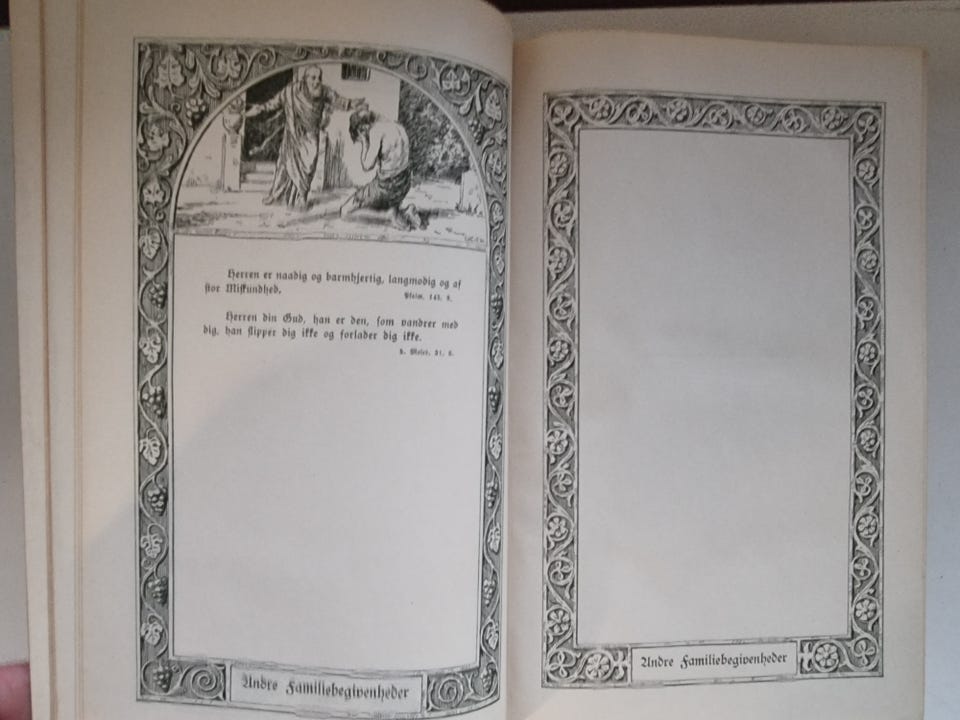 Herren er naadig og barmhjertig, langmodig og af
stor Miskundhed.
Psalm. 145. 8.
Herren din Gud, han er den, som vandrer med
dig, han slipper dig ikke og forlader dig ikke.
5. Moses. 31. 6.
Andre Familiebegivenheder
Andre Familiebegivenheder